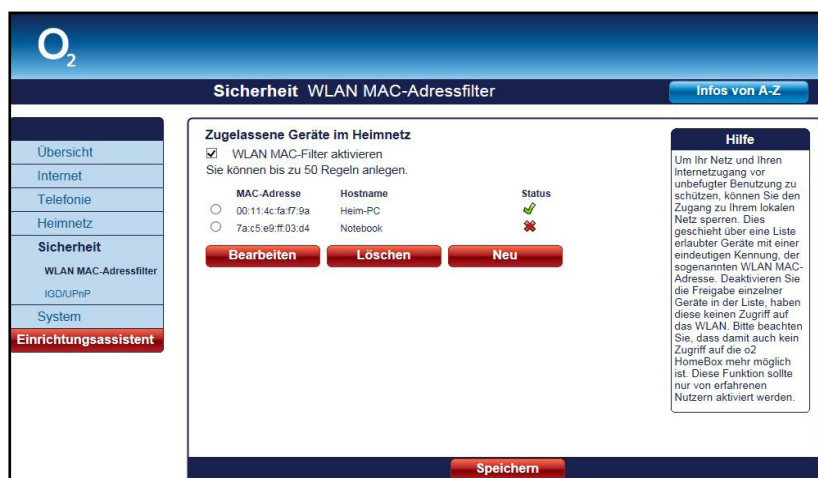 O2
Sicherheit WLAN MAC-Adressfilter
Infos von A-Z
Übersicht
Internet
Telefonie
Heimnetz
Sicherheit
WLAN MAC-Adressfilter
IGD/UPnP
System
Einrichtungsassistent
Zugelassene Geräte im Heimnetz
WLAN MAC-Filter aktivieren
Sie können bis zu 50 Regeln anlegen.
MAC-Adresse Hostname Status
00:11:4c:fa:f7:9a Heim-PC
7a:c5:e9:ff:03:d4 Notebook
Bearbeiten Löschen Neu
Hilfe
Um Ihr Netz und Ihren
Internetzugang vor
unbefugter Benutzung zu
schützen, können Sie den
Zugang zu Ihrem lokalen
Netz sperren. Dies
geschieht über eine Liste
erlaubter Geräte mit einer
eindeutigen Kennung, der
sogenannten WLAN MAC-
Adresse. Deaktivieren Sie
die Freigabe einzelner
Geräte in der Liste, haben
diese keinen Zugriff auf
das WLAN. Bitte beachten
Sie, dass damit auch kein
Zugriff auf die o2
HomeBox mehr möglich
ist. Diese Funktion sollte
nur von erfahrenen
Nutzern aktiviert werden.
Speichern